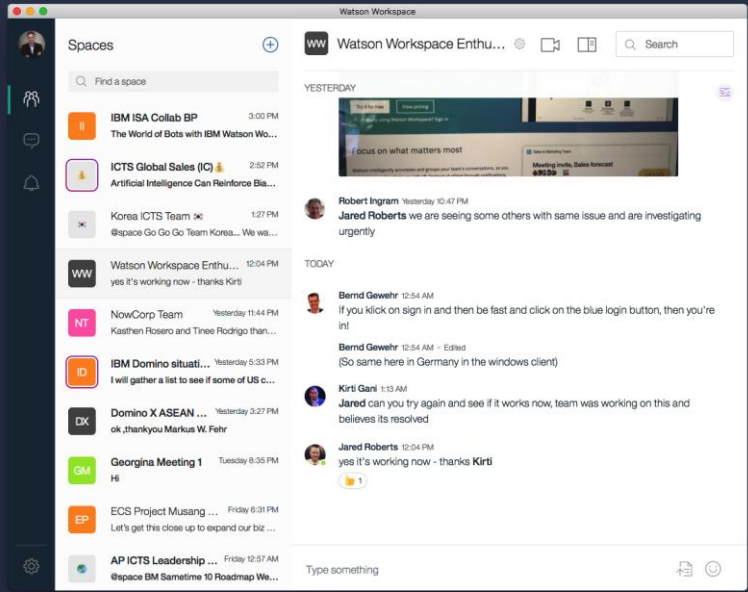 Watson Workspace
Spaces
Find a space
II
IBM ISA Collab BP 3:00 PM
The World of Bots with IBM Watson Wo...
ICTS Global Sales (IC) 2:52 PM
Artificial Intelligence Can Reinforce Bia...
Korea ICTS Team 1:27 PM
@space Go Go Go Team Korea... We wa...
WW
Watson Workspace Enthu... 12:04 PM
yes it's working now - thanks Kirti
NT
NowCorp Team Yesterday 11:44 PM
Kasthen Rosero and Tinee Rodrigo than...
ID
IBM Domino situati... Yesterday 5:33 PM
I will gather a list to see if some of US c...
DX
Domino X ASEAN ... Yesterday 3:27 PM
ok ,thankyou Markus W. Fehr
GM
Georgina Meeting 1 Tuesday 8:35 PM
Hi
EP
ECS Project Musang ... Friday 6:31 PM
Let's get this close up to expand our biz ...
AP ICTS Leadership ... Friday 12:57 AM
@space BM Sametime 10 Roadmap We...
WW Watson Workspace Enthu... Search
YESTERDAY
Try it for free View pricing
Focus on what matters most
Meeting invite, Sales forecast
Robert Ingram Yesterday 10:47 PM
Jared Roberts we are seeing some others with same issue and are investigating
urgently
TODAY
Bernd Gewehr 12:54 AM
If you klick on sign in and then be fast and click on the blue login button, then you're
in!
Bernd Gewehr 12:54 AM • Edited
(So same here in Germany in the windows client)
Kirti Gani 1:13 AM
Jared can you try again and see if it works now, team was working on this and
believes its resolved
Jared Roberts 12:04 PM
yes it's working now - thanks Kirti
1
Type something